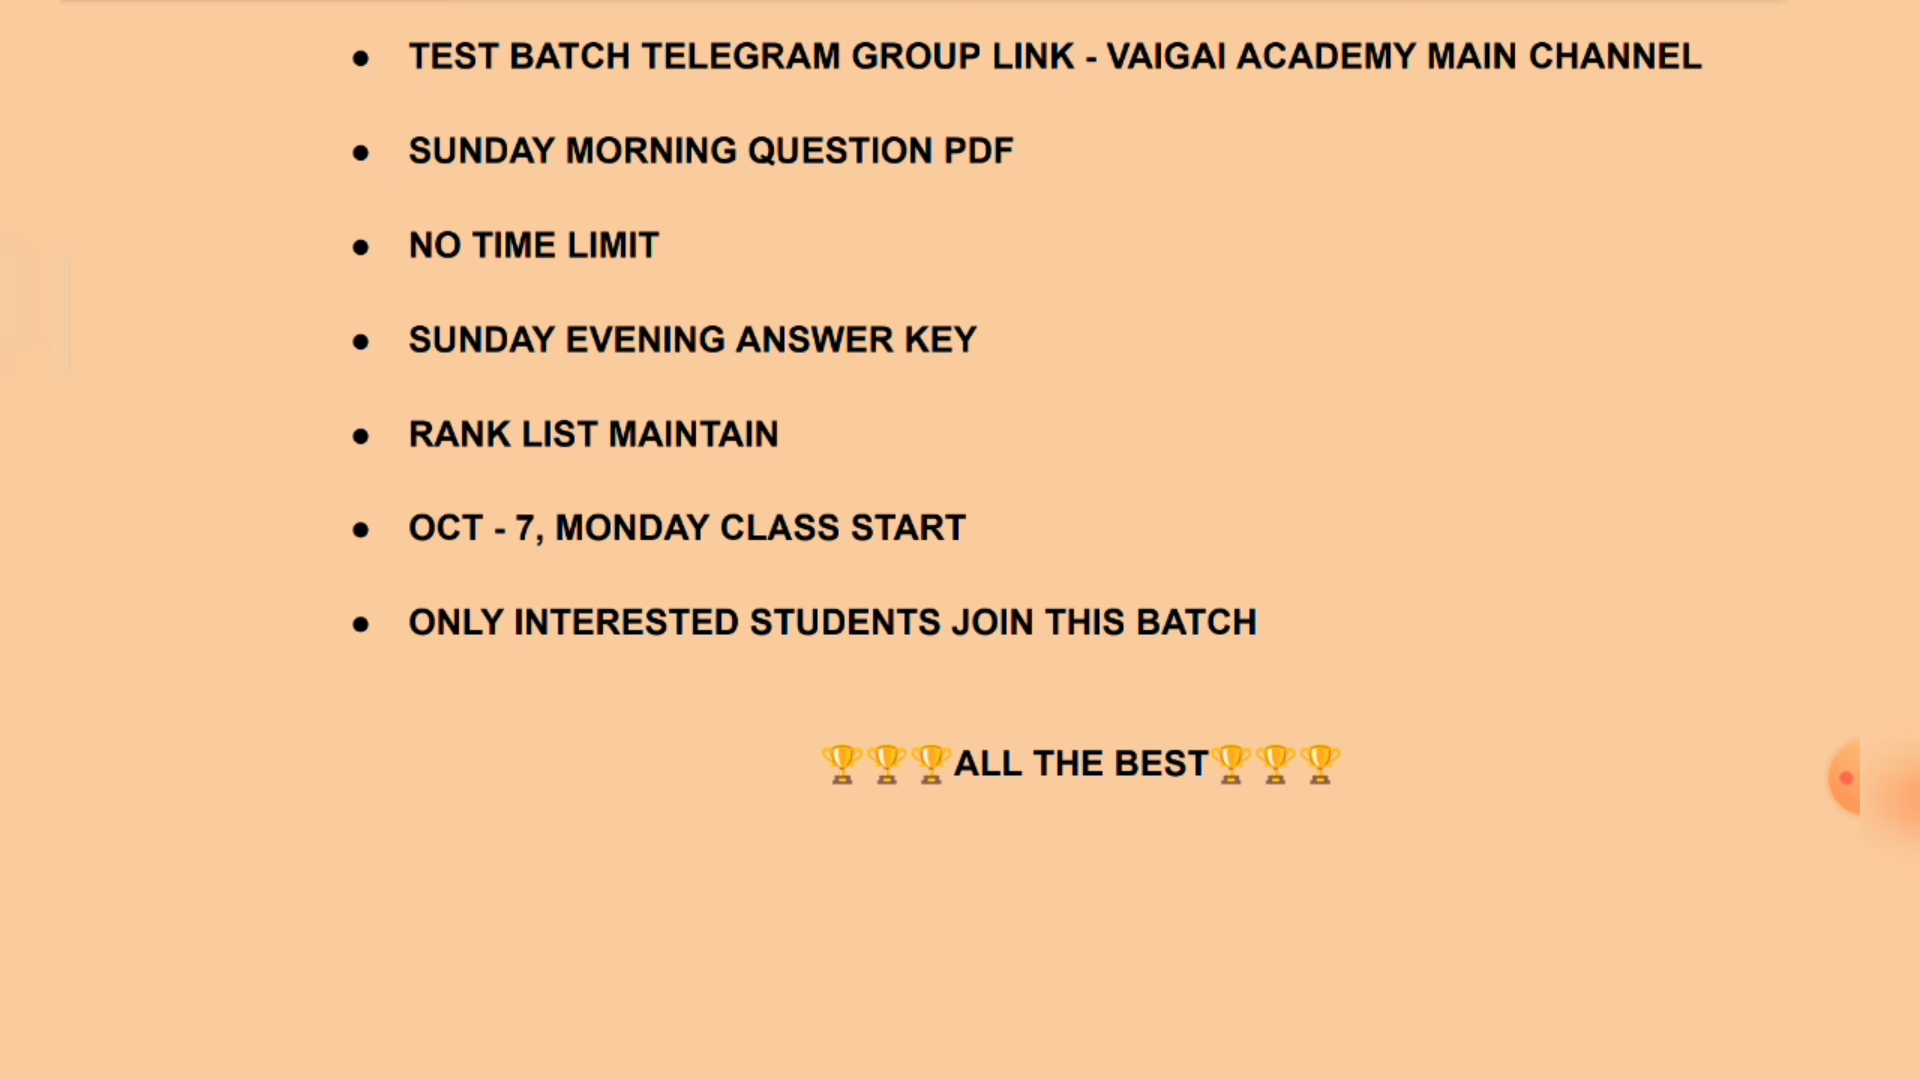 ● TEST BATCH TELEGRAM GROUP LINK - VAIGAI ACADEMY MAIN CHANNEL
● SUNDAY MORNING QUESTION PDF
● NO TIME LIMIT
● SUNDAY EVENING ANSWER KEY
● RANK LIST MAINTAIN
● OCT - 7, MONDAY CLASS START
● ONLY INTERESTED STUDENTS JOIN THIS BATCH
🏆🏆🏆ALL THE BEST🏆🏆🏆